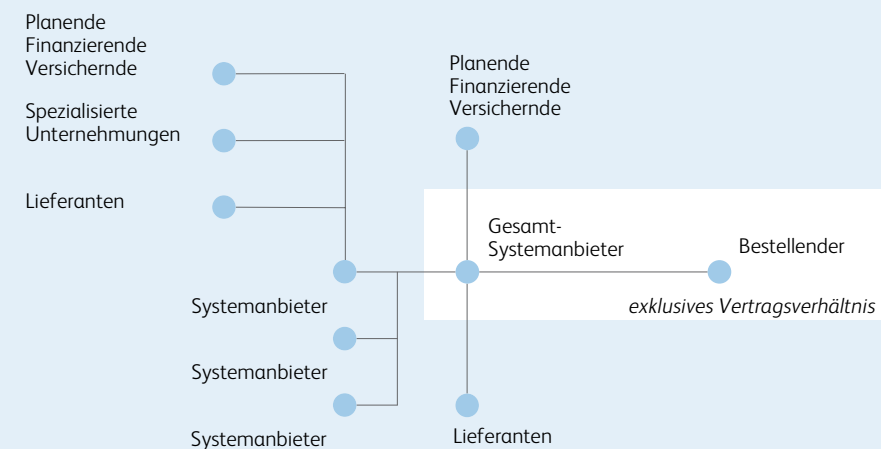 Planende
Finanzierende
Versichernde
Spezialisierte
Unternehmungen
Lieferanten
Planende
Finanzierende
Versichernde
Gesamt-
Systemanbieter
Bestellender
exklusives Vertragsverhältnis
Systemanbieter
Systemanbieter
Systemanbieter
Lieferanten